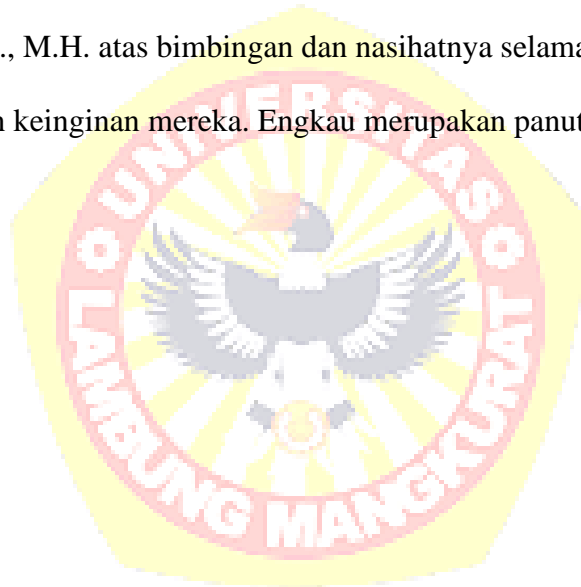 ., M.H. atas bimbingan dan nasihatnya selama
n keinginan mereka. Engkau merupakan panut
UNIVERSITAS
LAMBUNG MANGKURAT